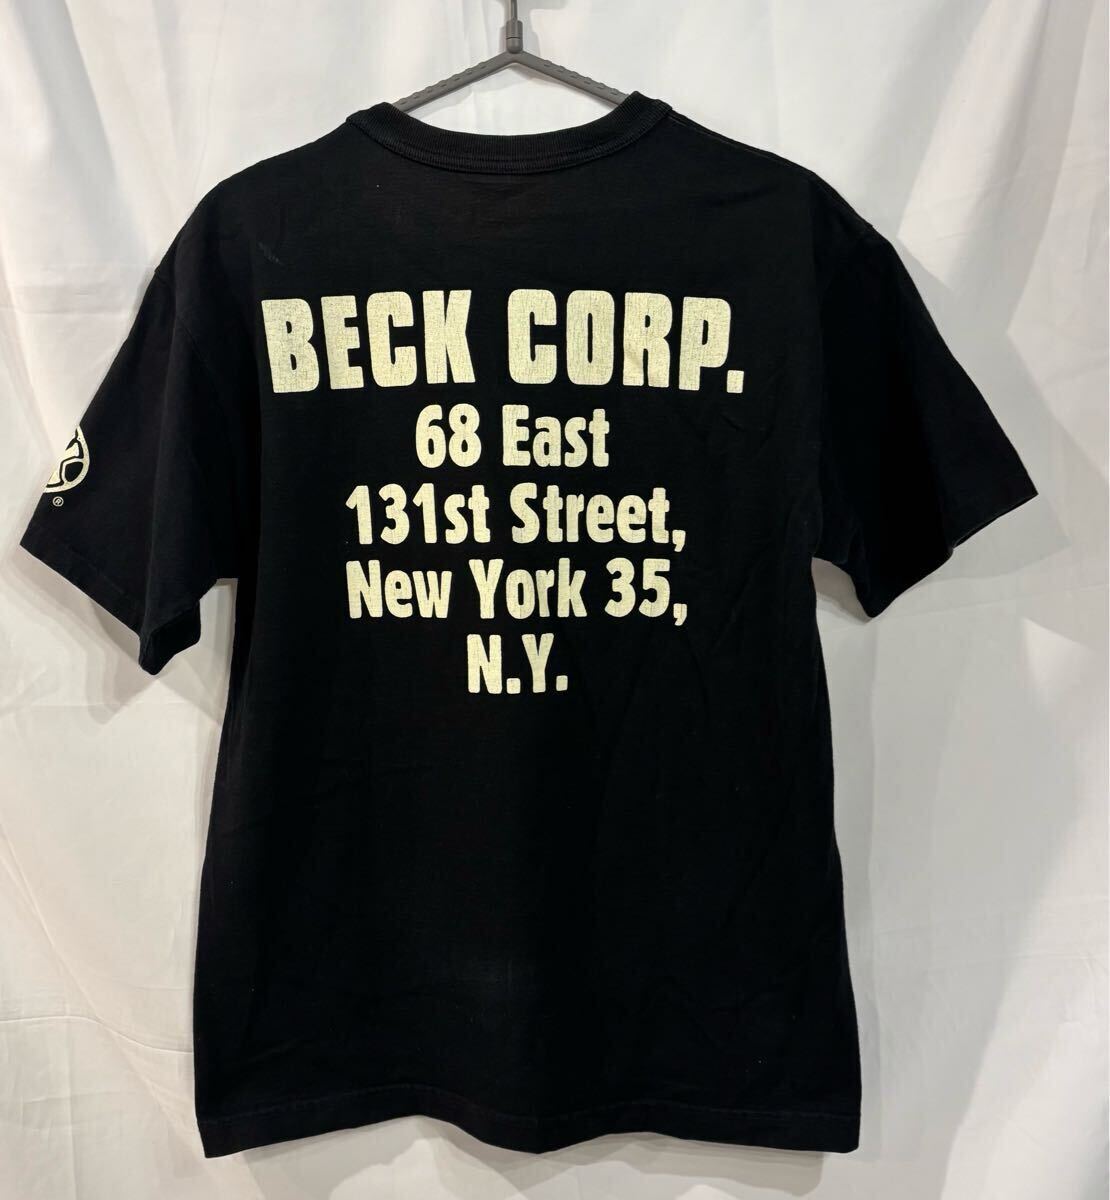 BECK CORP.
68 East
131st Street,
New York 35,
N.Y.
®